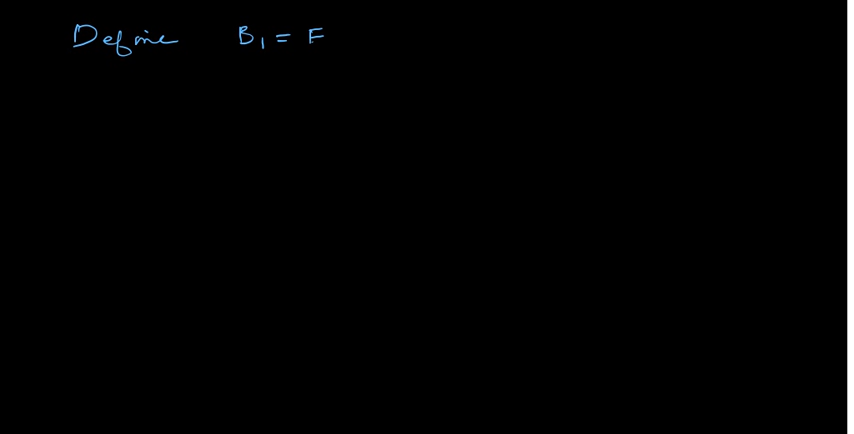 Define B₁ = F